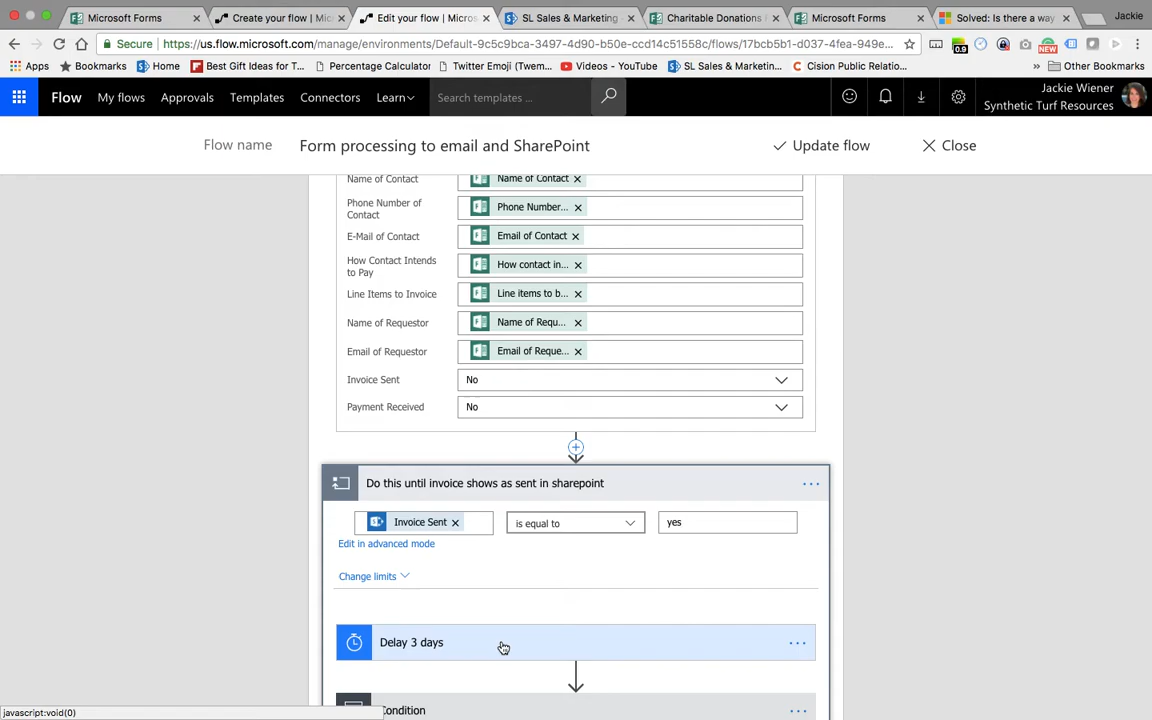 Microsoft Forms
Create your flow | Mic
Edit your flow | Micros
SL Sales & Marketing -
Charitable Donations F
Microsoft Forms
Solved: Is there a way
Jackie
Secure
https://us.flow.microsoft.com/manage/environments/Default-9c5c9bca-3497-4d90-b50e-ccd14c51558c/flows/17bcb5b1-d037-4fea-949e...
0.9
NEW
Apps
Bookmarks
Home
Best Gift Ideas for T...
Percentage Calculator
Twitter Emoji (Twem...
Videos - YouTube
SL Sales & Marketin...
Cision Public Relatio...
»
Other Bookmarks
Flow
My flows
Approvals
Templates
Connectors
Learn
Search templates ...
Jackie Wiener
Synthetic Turf Resources
Flow name
Form processing to email and SharePoint
Update flow
Close
Name of Contact
Name of Contact
Phone Number of
Contact
Phone Number...
E-Mail of Contact
Email of Contact
How Contact Intends
to Pay
How contact in...
Line Items to Invoice
Line items to b...
Name of Requestor
Name of Requ...
Email of Requestor
Email of Reque...
Invoice Sent
No
Payment Received
No
Do this until invoice shows as sent in sharepoint
Invoice Sent
is equal to
yes
Edit in advanced mode
Change limits
Delay 3 days
Condition
javascript:void(0)